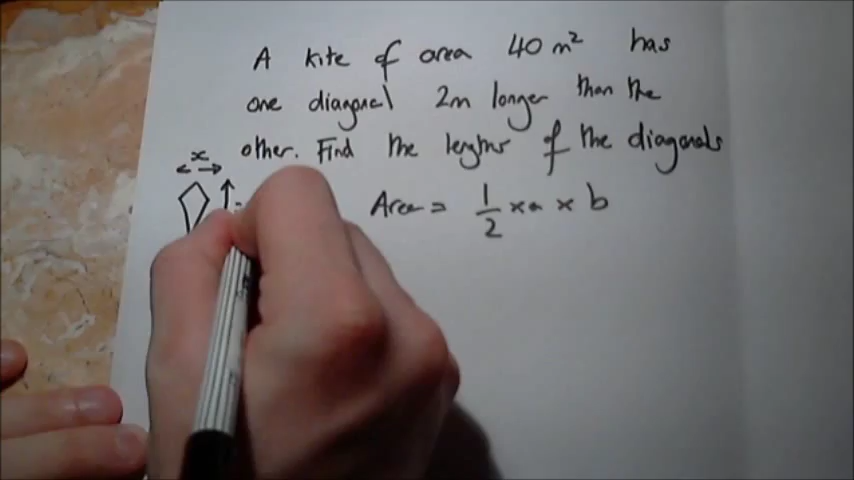 A kite of area 40 m²  has
one diagonal 2m longer than the
other. Find the lengths of the diagonals
x
Area = 1/2 x a x b